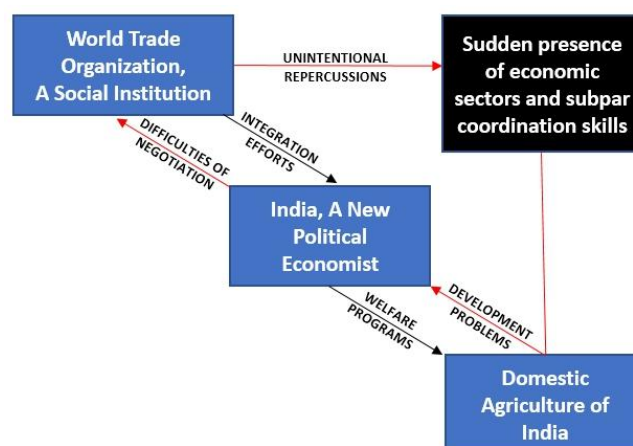 World Trade
Organization,
A Social Institution
UNINTENTIONAL
REPERCUSSIONS
Sudden presence
of economic
sectors and subpar
coordination skills
DIFFICULTIES OF
NEGOTIATION
INTEGRATION
EFFORTS
India, A New
Political
Economist
WELFARE
PROGRAMS
DEVELOPMENT
PROBLEMS
Domestic
Agriculture of
India